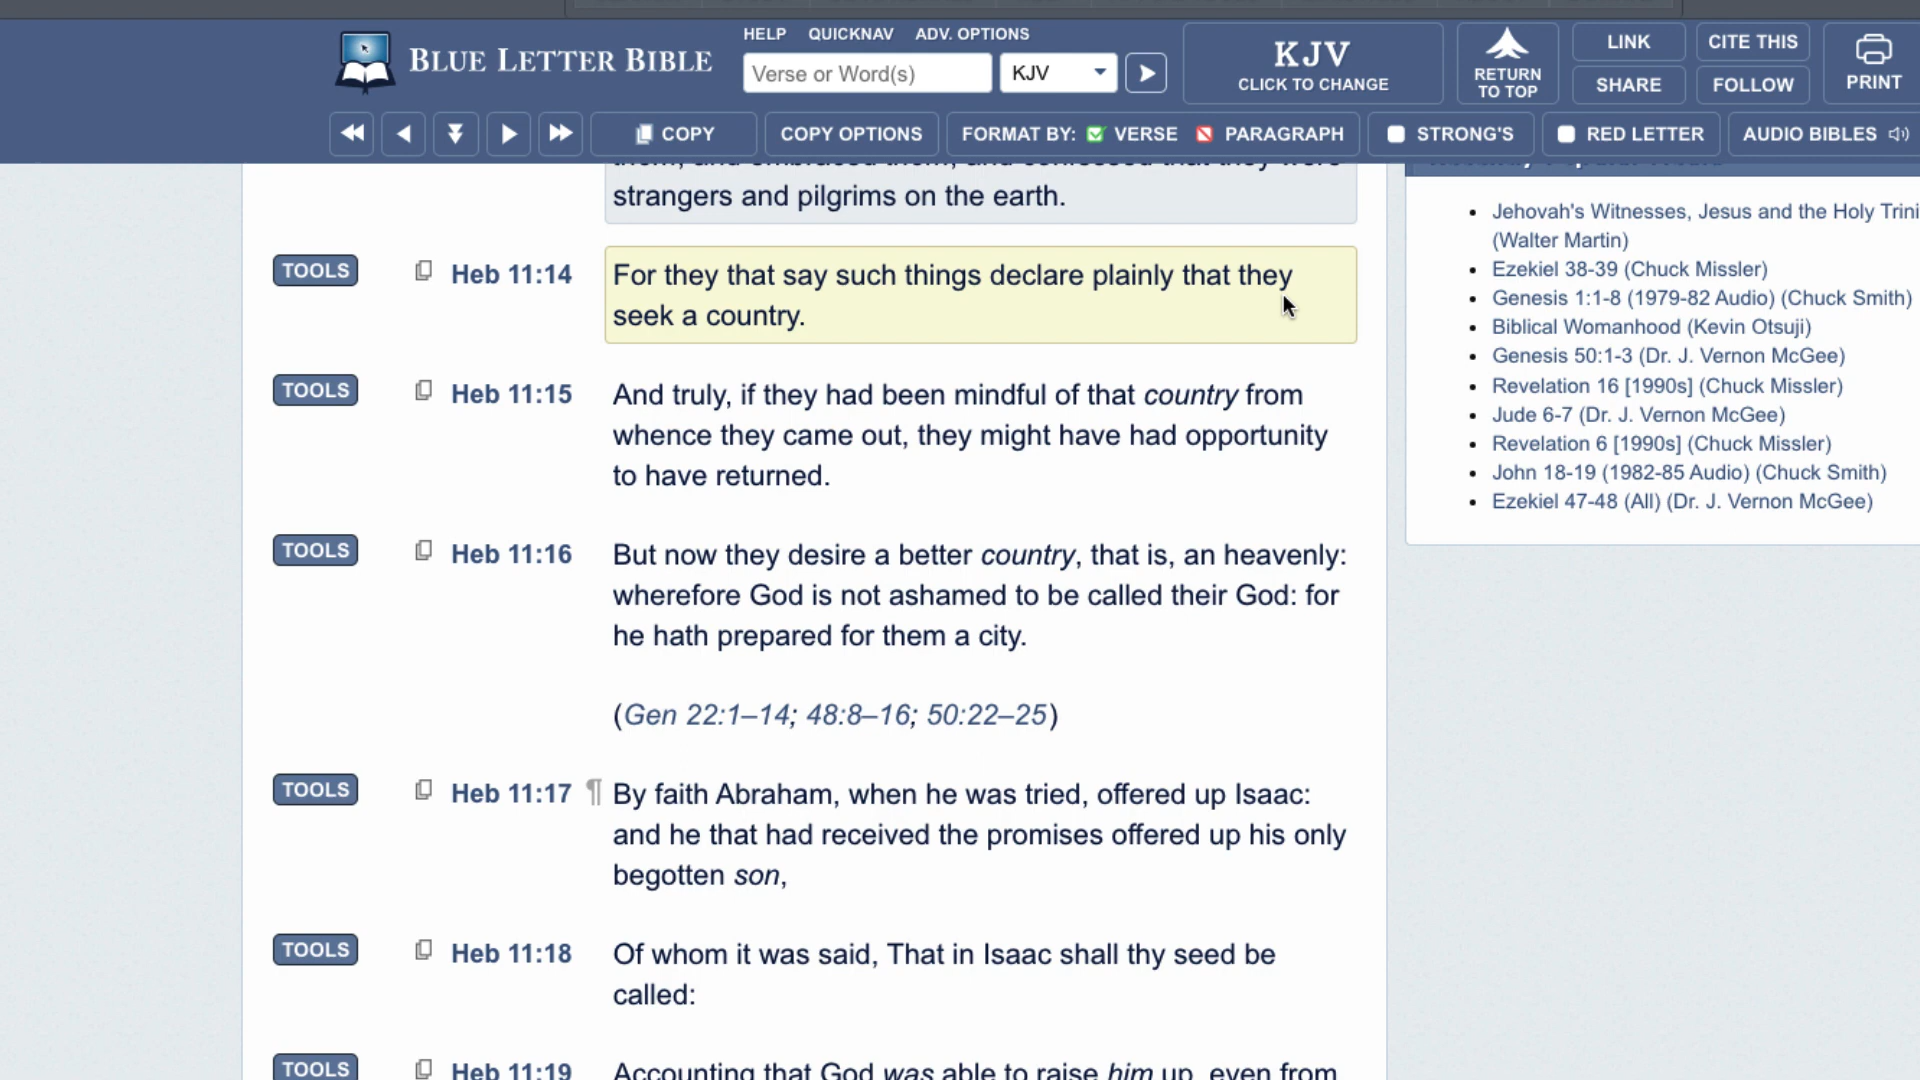 HELP QUICKNAV ADV. OPTIONS
BLUE LETTER BIBLE
Verse or Word(s)
KJV
KJV
CLICK TO CHANGE
RETURN
TO TOP
LINK
CITE THIS
SHARE
FOLLOW
PRINT
COPY
COPY OPTIONS
FORMAT BY: VERSE PARAGRAPH
STRONG'S
RED LETTER
AUDIO BIBLES
them, and embraced them, and confessed that they were
strangers and pilgrims on the earth.
TOOLS Heb 11:14 For they that say such things declare plainly that they
seek a country.
TOOLS Heb 11:15 And truly, if they had been mindful of that country from
whence they came out, they might have had opportunity
to have returned.
TOOLS Heb 11:16 But now they desire a better country, that is, an heavenly:
wherefore God is not ashamed to be called their God: for
he hath prepared for them a city.
(Gen 22:1–14; 48:8–16; 50:22–25)
TOOLS Heb 11:17 ¶ By faith Abraham, when he was tried, offered up Isaac:
and he that had received the promises offered up his only
begotten son,
TOOLS Heb 11:18 Of whom it was said, That in Isaac shall thy seed be
called:
TOOLS Heb 11:19 Accounting that God was able to raise him up, even from
Jehovah's Witnesses, Jesus and the Holy Trini
(Walter Martin)
Ezekiel 38-39 (Chuck Missler)
Genesis 1:1-8 (1979-82 Audio) (Chuck Smith)
Biblical Womanhood (Kevin Otsuji)
Genesis 50:1-3 (Dr. J. Vernon McGee)
Revelation 16 [1990s] (Chuck Missler)
Jude 6-7 (Dr. J. Vernon McGee)
Revelation 6 [1990s] (Chuck Missler)
John 18-19 (1982-85 Audio) (Chuck Smith)
Ezekiel 47-48 (All) (Dr. J. Vernon McGee)